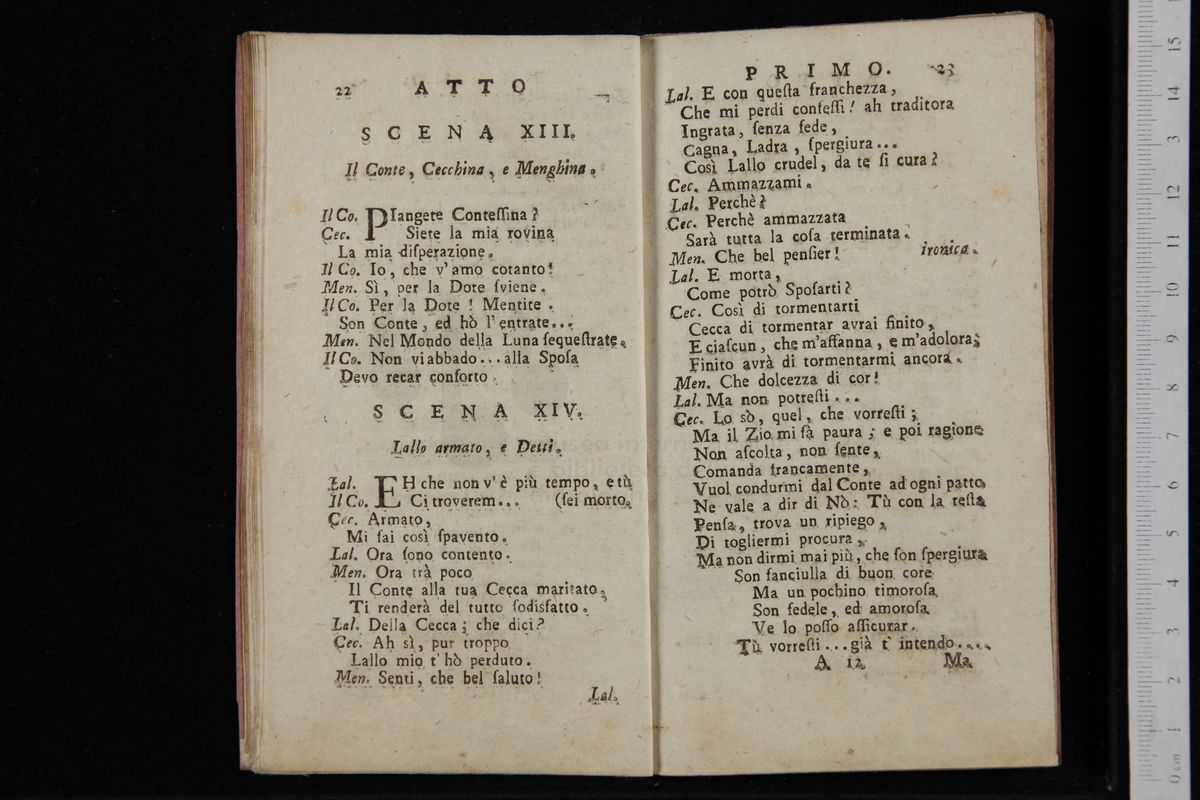 22 ATTO
SCENA XIII.
Il Conte, Cecchina, e Menghina.
Il Co. PIangere Conteſſina?
Cec. Siete la mia rovina
La mia diſperazione.
Il Co. Io, che v'amo cotanto!
Men. Sì, per la Dote ſviene.
Il Co. Per la Dote! Mentite.
Son Conte, ed hò l'entrate...
Men. Nel Mondo della Luna ſequeſtrate.
Il Co. Non vi abbado...alla Spoſa
Devo recar conforto.
SCENA XIV.
Lallo armato, e Detti.
Lal. EH che non v'è più tempo, e tù
Il Co. Ci troverem... (ſei morto.
Cec. Armato,
Mi fai così ſpavento.
Lal. Ora ſono contento.
Men. Ora trà poco
Il Conte alla tua Cecca maritato,
Ti renderà del tutto ſodisfatto.
Lal. Della Cecca; che dici?
Cec. Ah sì, pur troppo
Lallo mio t'hò perduto.
Men. Senti, che bel ſaluto!
Lal.
PRIMO. 23
Lal. E con queſta franchezza,
Che mi perdi confeſſi! ah traditora
Ingrata, ſenza fede,
Cagna, Ladra, ſpergiura...
Così Lallo crudel, da te ſi cura?
Cec. Ammazzami.
Lal. Perchè?
Cec. Perchè ammazzata
Sarà tutta la coſa terminata.
Men. Che bel penſier! ironica.
Lal. E morta,
Come potrò Spoſarti?
Cec. Così di tormentarti
Cecca di tormentar avrai finito,
E ciaſcun, che m'affanna, e m'adolora;
Finito avrà di tormentarmi ancora.
Men. Che dolcezza di cor!
Lal. Ma non potreſti...
Cec. Lo sò, quel, che vorreſti;
Ma il Zio mi fà paura; e poi ragione
Non aſcolta, non ſente,
Comanda francamente,
Vuol condurmi dal Conte ad ogni patto
Ne vale a dir di Nò: Tù con la teſta
Penſa, trova un ripiego,
Di togliermi procura,
Ma non dirmi mai più, che ſon ſpergiura
Son fanciulla di buon core
Ma un pochino timoroſa
Son fedele, ed amoroſa
Ve lo poſſo aſſicurar.
Tù vorreſti...già t'intendo....
A 12 Ma